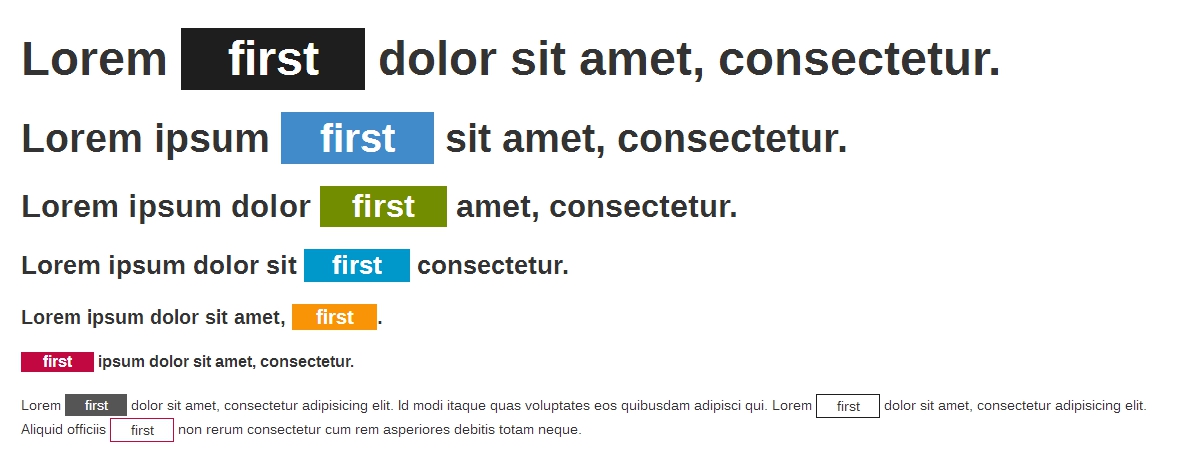 Lorem first dolor sit amet, consectetur.
Lorem ipsum first sit amet, consectetur.
Lorem ipsum dolor first amet, consectetur.
Lorem ipsum dolor sit first consectetur.
Lorem ipsum dolor sit amet, first.
first ipsum dolor sit amet, consectetur.
Lorem first dolor sit amet, consectetur adipisicing elit. Id modi itaque quas voluptates eos quibusdam adipisci qui. Lorem first dolor sit amet, consectetur adipisicing elit.
Aliquid officiis first non rerum consectetur cum rem asperiores debitis totam neque.